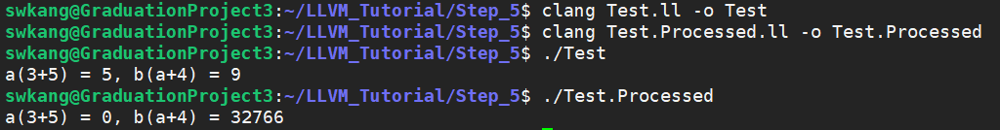 swkang@GraduationProject3:~/LLVM_Tutorial/Step_5$ clang Test.ll -o Test
swkang@GraduationProject3:~/LLVM_Tutorial/Step_5$ clang Test.Processed.ll -o Test.Processed
swkang@GraduationProject3:~/LLVM_Tutorial/Step_5$ ./Test
a(3+5) = 5, b(a+4) = 9
swkang@GraduationProject3:~/LLVM_Tutorial/Step_5$ ./Test.Processed
a(3+5) = 0, b(a+4) = 32766